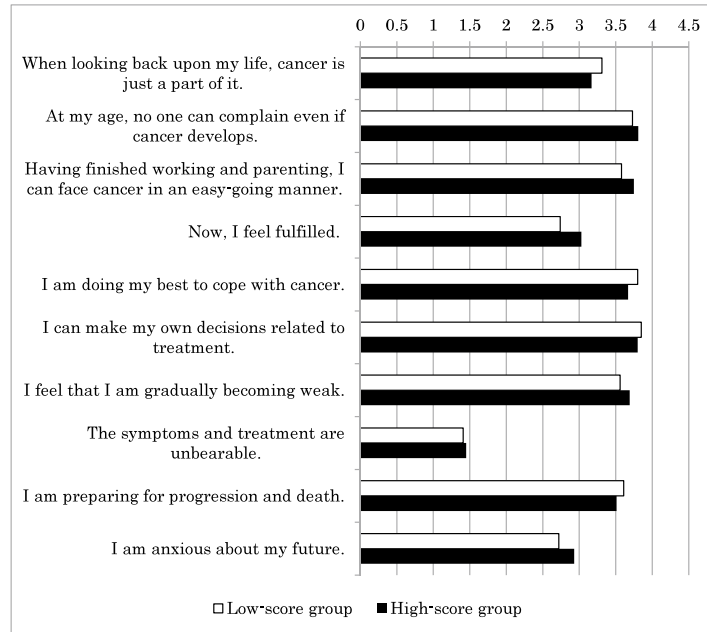 0 0.5 1 1.5 2 2.5 3 3.5 4 4.5
When looking back upon my life, cancer is
just a part of it.
At my age, no one can complain even if
cancer develops.
Having finished working and parenting, I
can face cancer in an easy-going manner.
Now, I feel fulfilled.
I am doing my best to cope with cancer.
I can make my own decisions related to
treatment.
I feel that I am gradually becoming weak.
The symptoms and treatment are
unbearable.
I am preparing for progression and death.
I am anxious about my future.
Low-score group High-score group